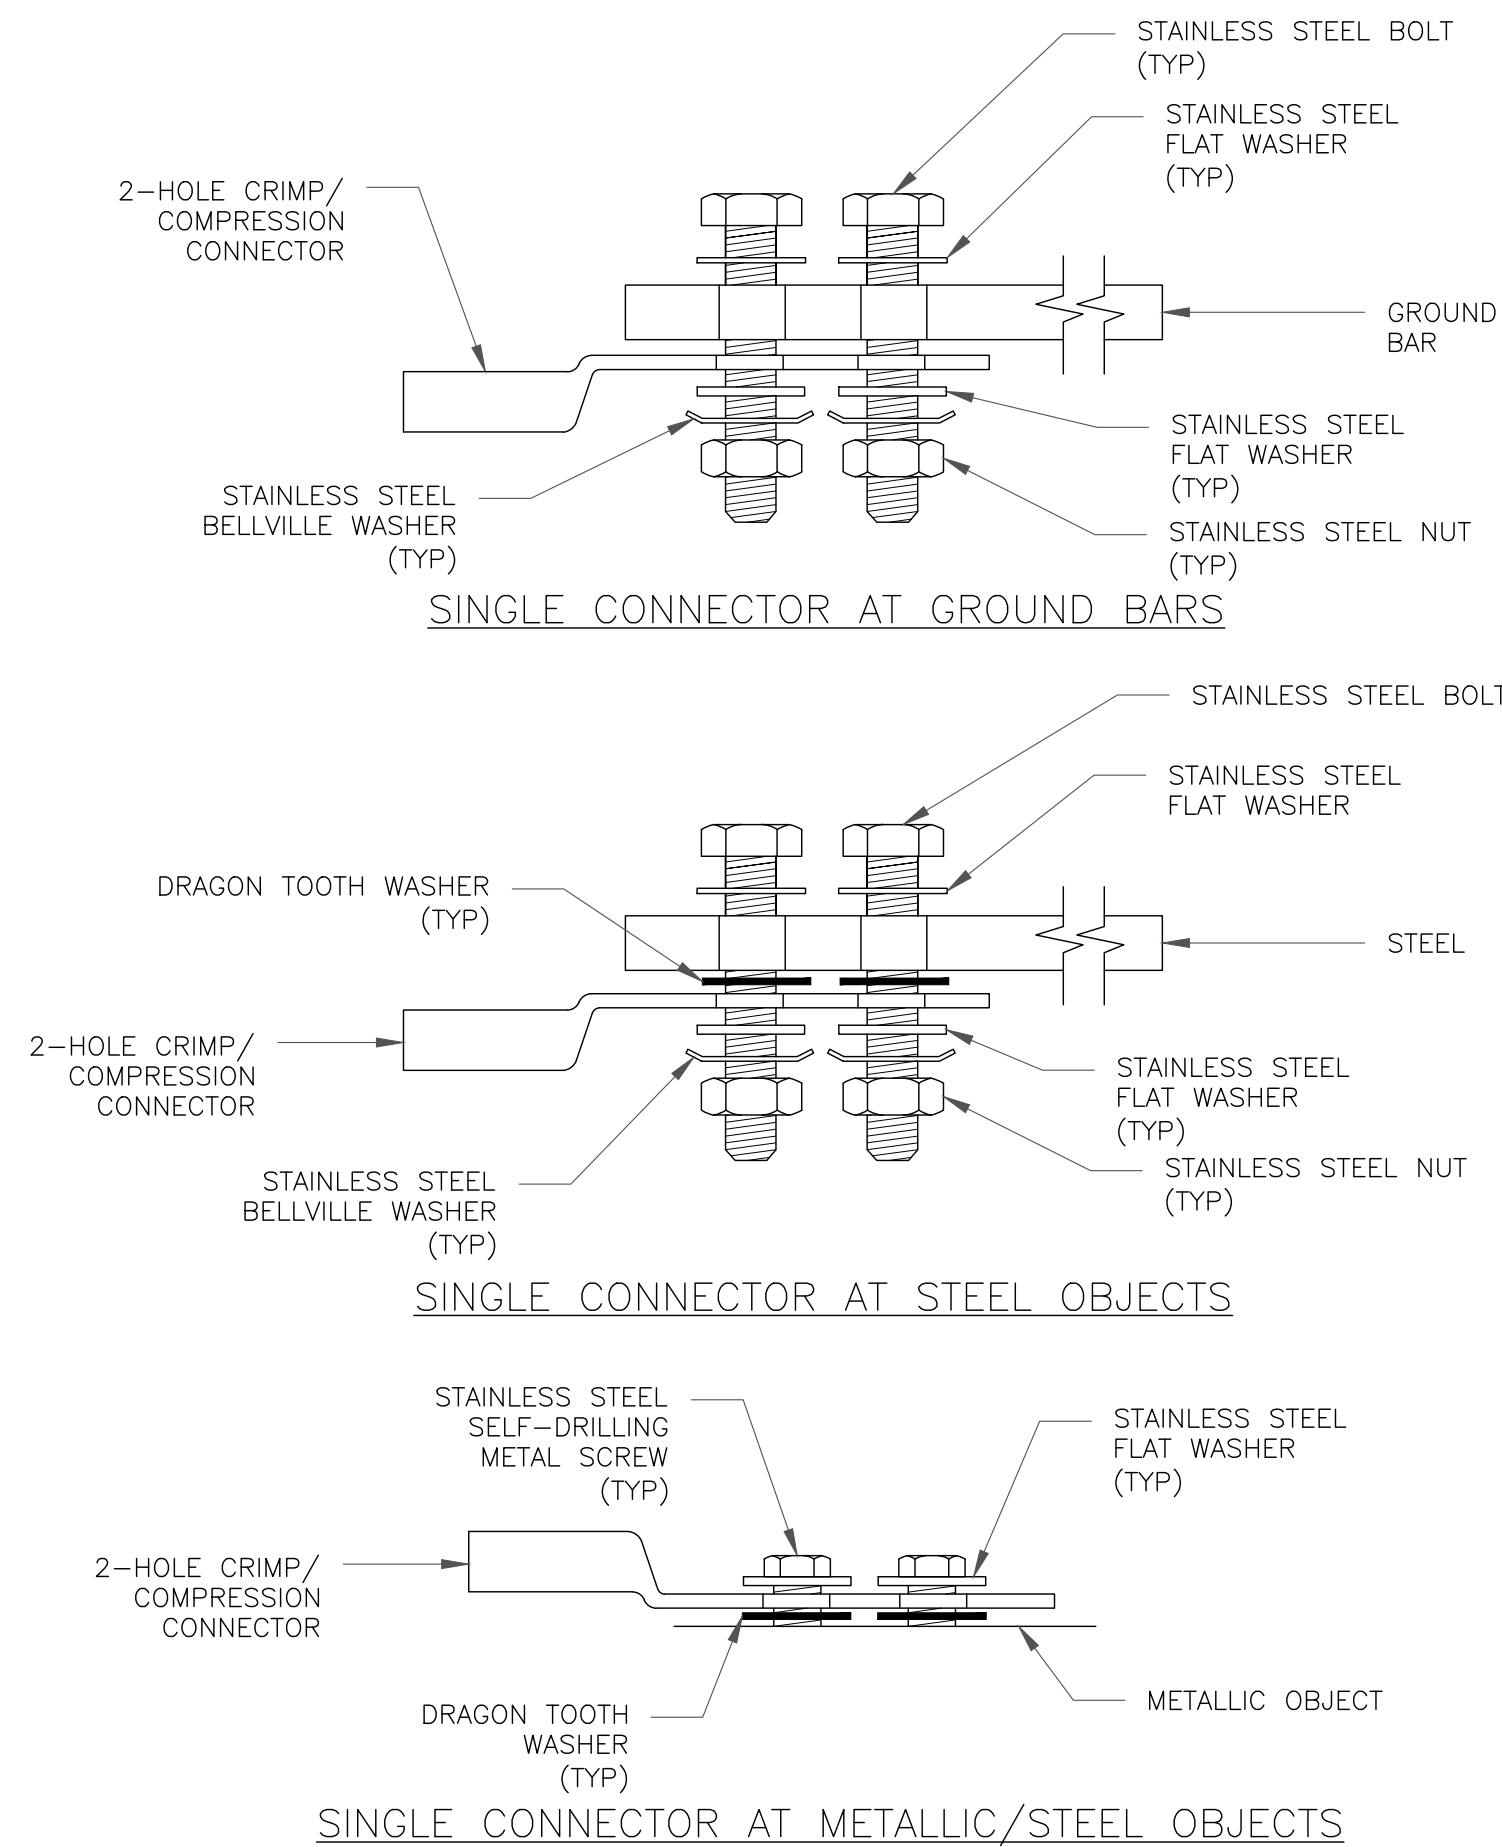 STAINLESS STEEL BOLT
(TYP)
STAINLESS STEEL
FLAT WASHER
(TYP)
2-HOLE CRIMP/
COMPRESSION
CONNECTOR
GROUND
BAR
STAINLESS STEEL
FLAT WASHER
(TYP)
STAINLESS STEEL
BELLVILLE WASHER
(TYP)
STAINLESS STEEL NUT
(TYP)
SINGLE CONNECTOR AT GROUND BARS
STAINLESS STEEL BOLT
STAINLESS STEEL
FLAT WASHER
DRAGON TOOTH WASHER
(TYP)
STEEL
2-HOLE CRIMP/
COMPRESSION
CONNECTOR
STAINLESS STEEL
FLAT WASHER
(TYP)
STAINLESS STEEL NUT
(TYP)
STAINLESS STEEL
BELLVILLE WASHER
(TYP)
SINGLE CONNECTOR AT STEEL OBJECTS
STAINLESS STEEL
SELF-DRILLING
METAL SCREW
(TYP)
STAINLESS STEEL
FLAT WASHER
(TYP)
2-HOLE CRIMP/
COMPRESSION
CONNECTOR
METALLIC OBJECT
DRAGON TOOTH
WASHER
(TYP)
SINGLE CONNECTOR AT METALLIC/STEEL OBJECTS